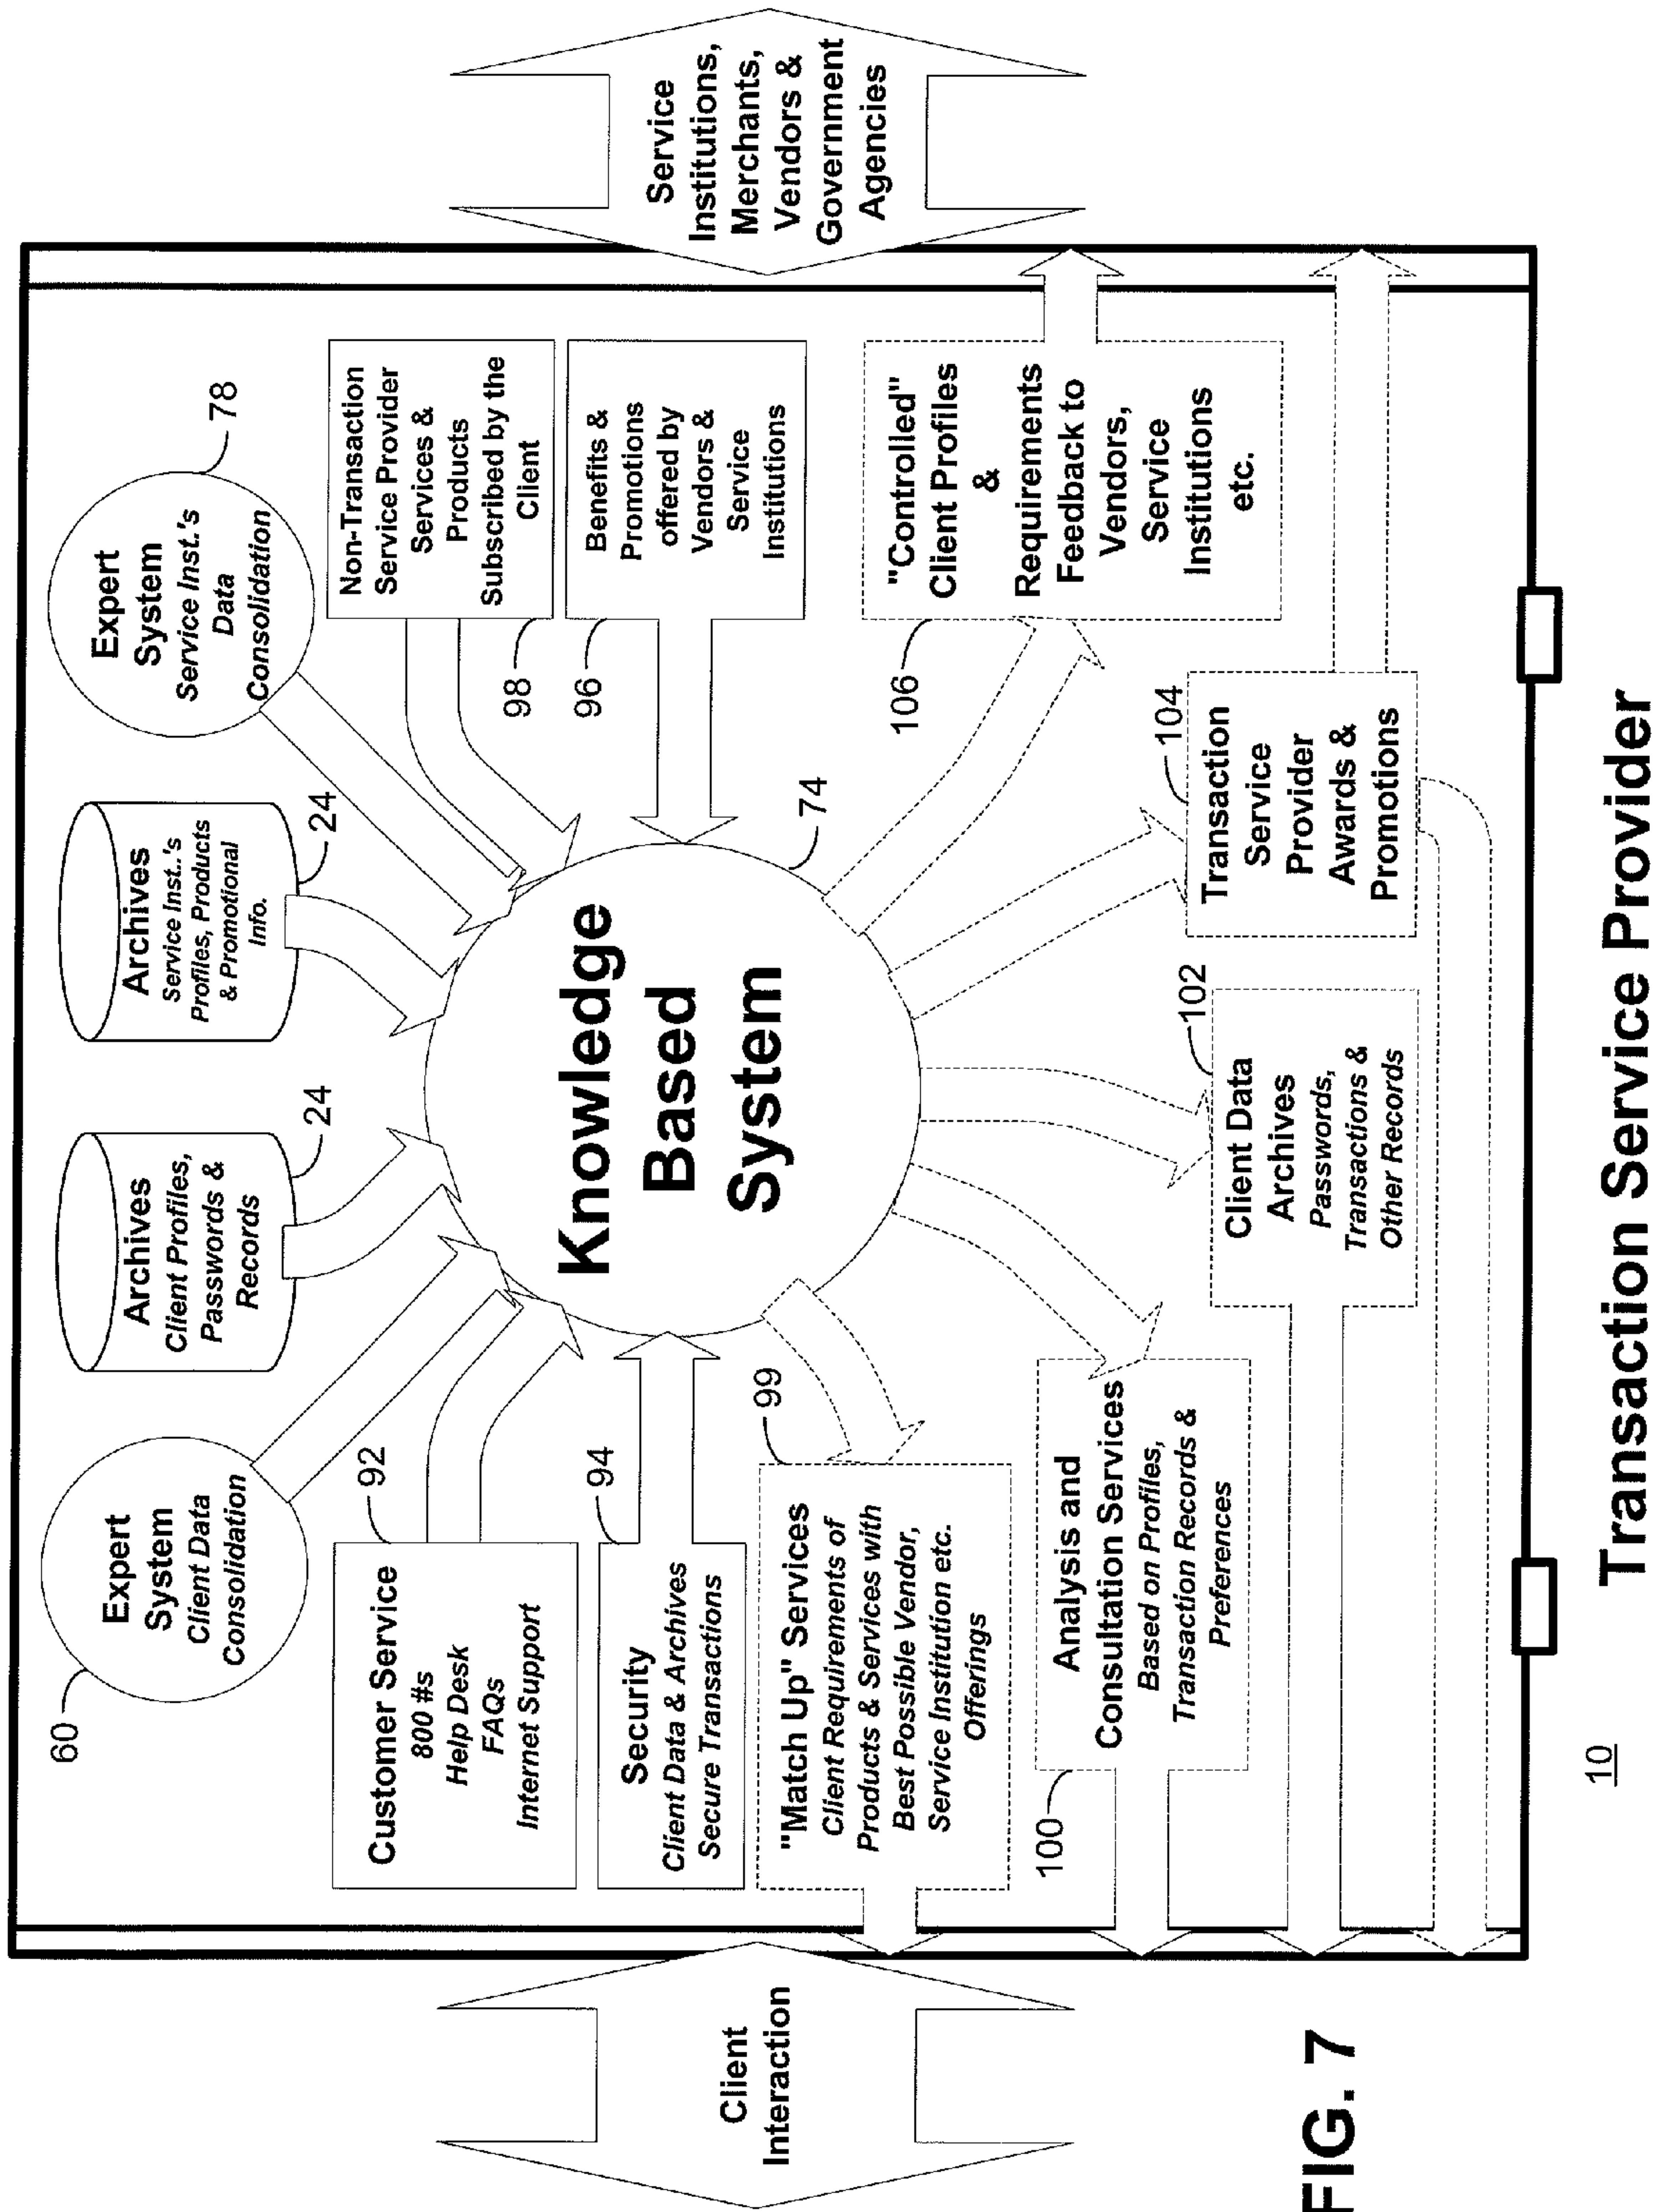 60
Expert
System
Client Data
Consolidation
Archives
Client Profiles,
Passwords &
Records
24
Archives
Service Inst..'s
Profiles, Products
& Promotional
Info.
24
Expert
System
Service Inst.'s
Data
Consolidation
78
Customer Service
800 #s
Help Desk
FAQs
Internet Support
92
Security
Client Data & Archives
Secure Transactions
94
Non-Transaction
Service Provider
Services &
Products
Subscribed by the
Client
98
Benefits &
Promotions
offered by
Vendors &
Service
Institutions
96
Knowledge
Based
System
74
Client
Interaction
Service
Institutions,
Merchants,
Vendors &
Government
Agencies
"Match Up" Services
Client Requirements of
Products & Services with
Best Possible Vendor,
Service Institution etc.
Offerings
99
Analysis and
Consultation Services
Based on Profiles,
Transaction Records &
Preferences
100
Client Data
Archives
Passwords,
Transactions &
Other Records
102
Transaction
Service
Provider
Awards &
Promotions
104
"Controlled"
Client Profiles
&
Requirements
Feedback to
Vendors,
Service
Institutions
etc.
106
FIG. 7
10
Transaction Service Provider